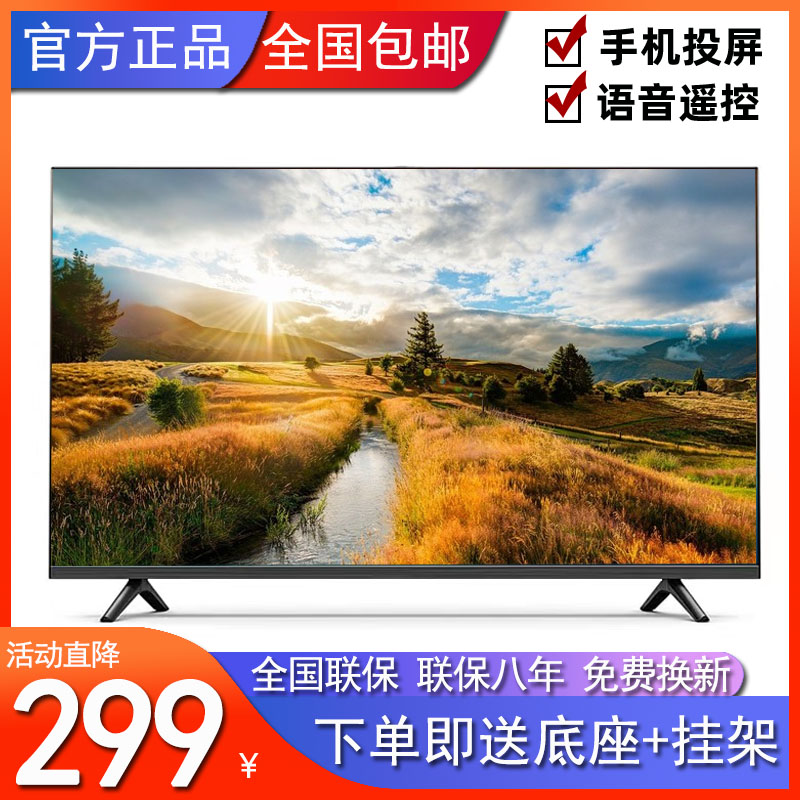 官方正品 全国包邮
手机投屏
语音遥控
活动直降
299¥
全国联保 联保八年 免费换新
下单即送底座+挂架